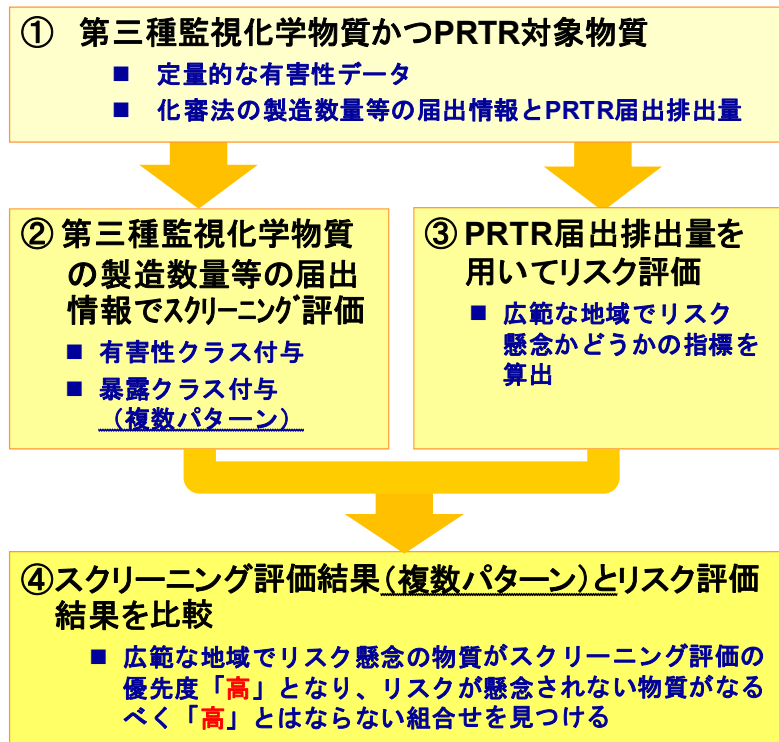 ① 第三種監視化学物質かつPRTR対象物質
■ 定量的な有害性データ
■ 化審法の製造数量等の届出情報とPRTR届出排出量
② 第三種監視化学物質
の製造数量等の届出
情報でｽｸﾘｰﾆﾝｸﾞ評価
■ 有害性クラス付与
■ 暴露クラス付与
（複数パターン）
③ PRTR届出排出量を
用いてリスク評価
■ 広範な地域でリスク
懸念かどうかの指標を
算出
④スクリーニング評価結果(複数パターン)とリスク評価
結果を比較
■ 広範な地域でリスク懸念の物質がスクリーニング評価の
優先度「高」となり、リスクが懸念されない物質がなる
べく「高」とはならない組合せを見つける